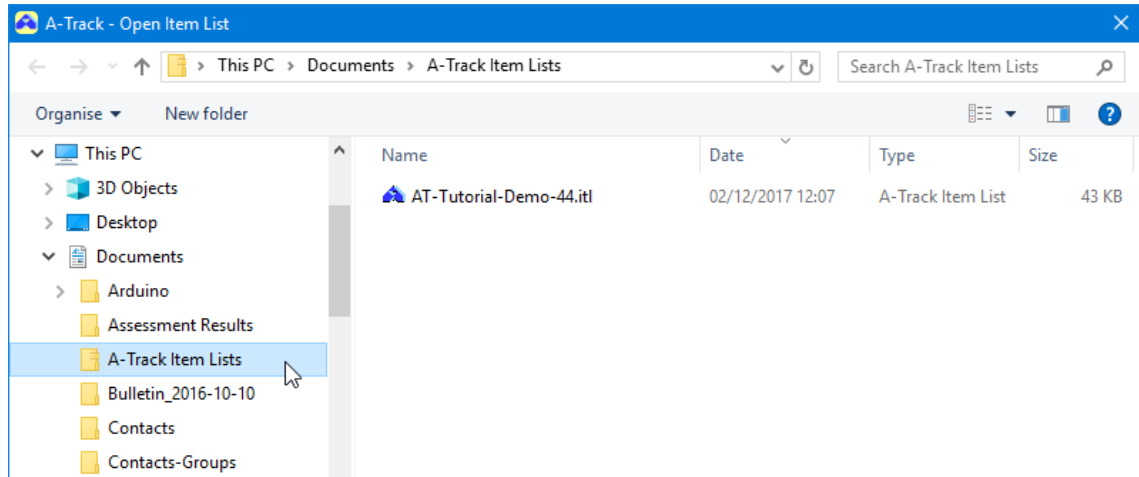 A-Track - Open Item List
This PC > Documents > A-Track Item Lists
Search A-Track Item Lists
Organise
New folder
?
This PC
3D Objects
Desktop
Documents
Arduino
Assessment Results
A-Track Item Lists
Bulletin_2016-10-10
Contacts
Contacts-Groups
Name Date Type Size
AT-Tutorial-Demo-44.itl 02/12/2017 12:07 A-Track Item List 43 KB